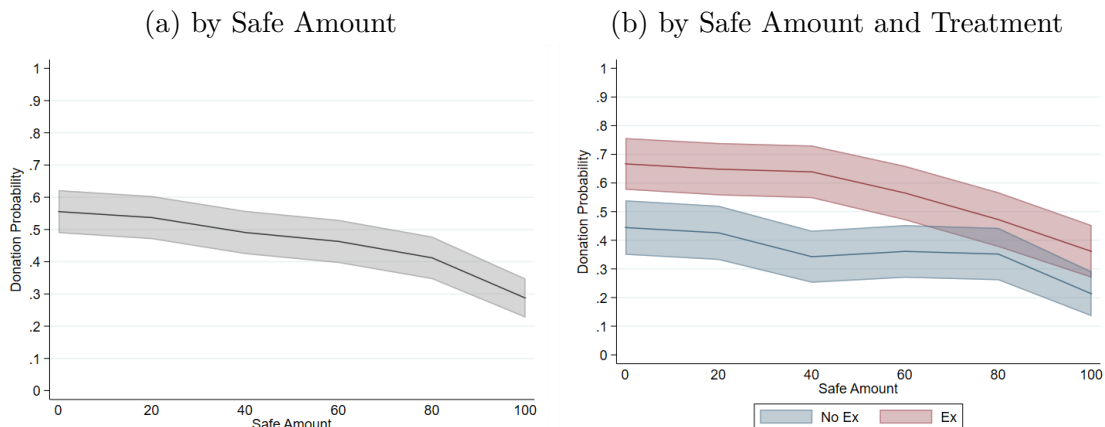 (a) by Safe Amount
1
.9
.8
.7
.6
.5
.4
.3
.2
.1
0
Donation Probability
0 20 40 60 80 100
Safe Amount
(b) by Safe Amount and Treatment
1
.9
.8
.7
.6
.5
.4
.3
.2
.1
0
Donation Probability
0 20 40 60 80 100
Safe Amount
No Ex Ex